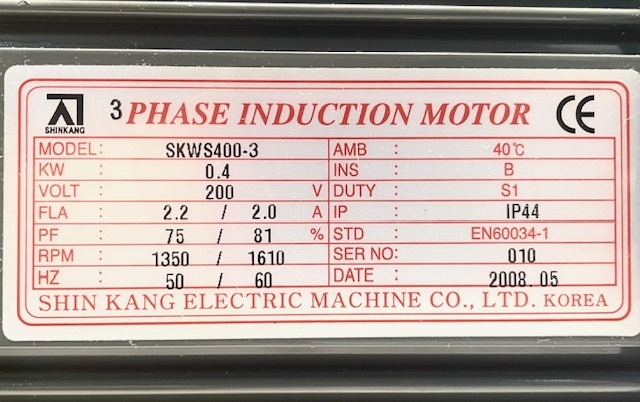 SHINKANG
3 PHASE INDUCTION MOTOR CE
MODEL: SKWS400-3 AMB : 40℃
KW : 0.4 INS : B
VOLT : 200 V DUTY : S1
FLA : 2.2 / 2.0 A IP : IP44
PF : 75 / 81 % STD : EN60034-1
RPM : 1350 / 1610 SER NO: 010
HZ : 50 / 60 DATE : 2008.05
SHIN KANG ELECTRIC MACHINE CO., LTD. KOREA